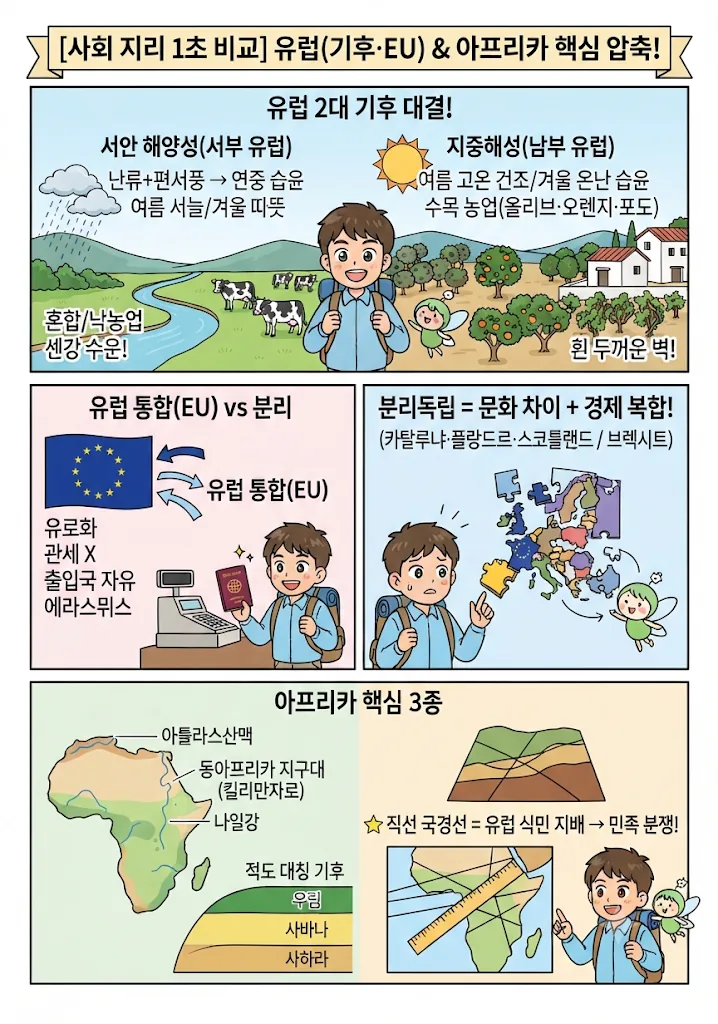 [사회 지리 1초 비교] 유럽(기후·EU) & 아프리카 핵심 압축!
유럽 2대 기후 대결!
서안 해양성(서부 유럽)
난류+편서풍 → 연중 습윤
여름 서늘/겨울 따뜻
지중해성(남부 유럽)
여름 고온 건조/겨울 온난 습윤
수목 농업(올리브·오렌지·포도)
혼합/낙농업
센강 수운!
흰 두꺼운 벽!
유럽 통합(EU) vs 분리
유럽 통합(EU)
유로화
관세 X
출입국 자유
에라스뮈스
분리독립 = 문화 차이 + 경제 복합!
(카탈루냐·플랑드르·스코틀랜드 / 브렉시트)
아프리카 핵심 3종
아틀라스산맥
동아프리카 지구대
(킬리만자로)
나일강
적도 대칭 기후
우림
사바나
사하라
직선 국경선 = 유럽 식민 지배 → 민족 분쟁!